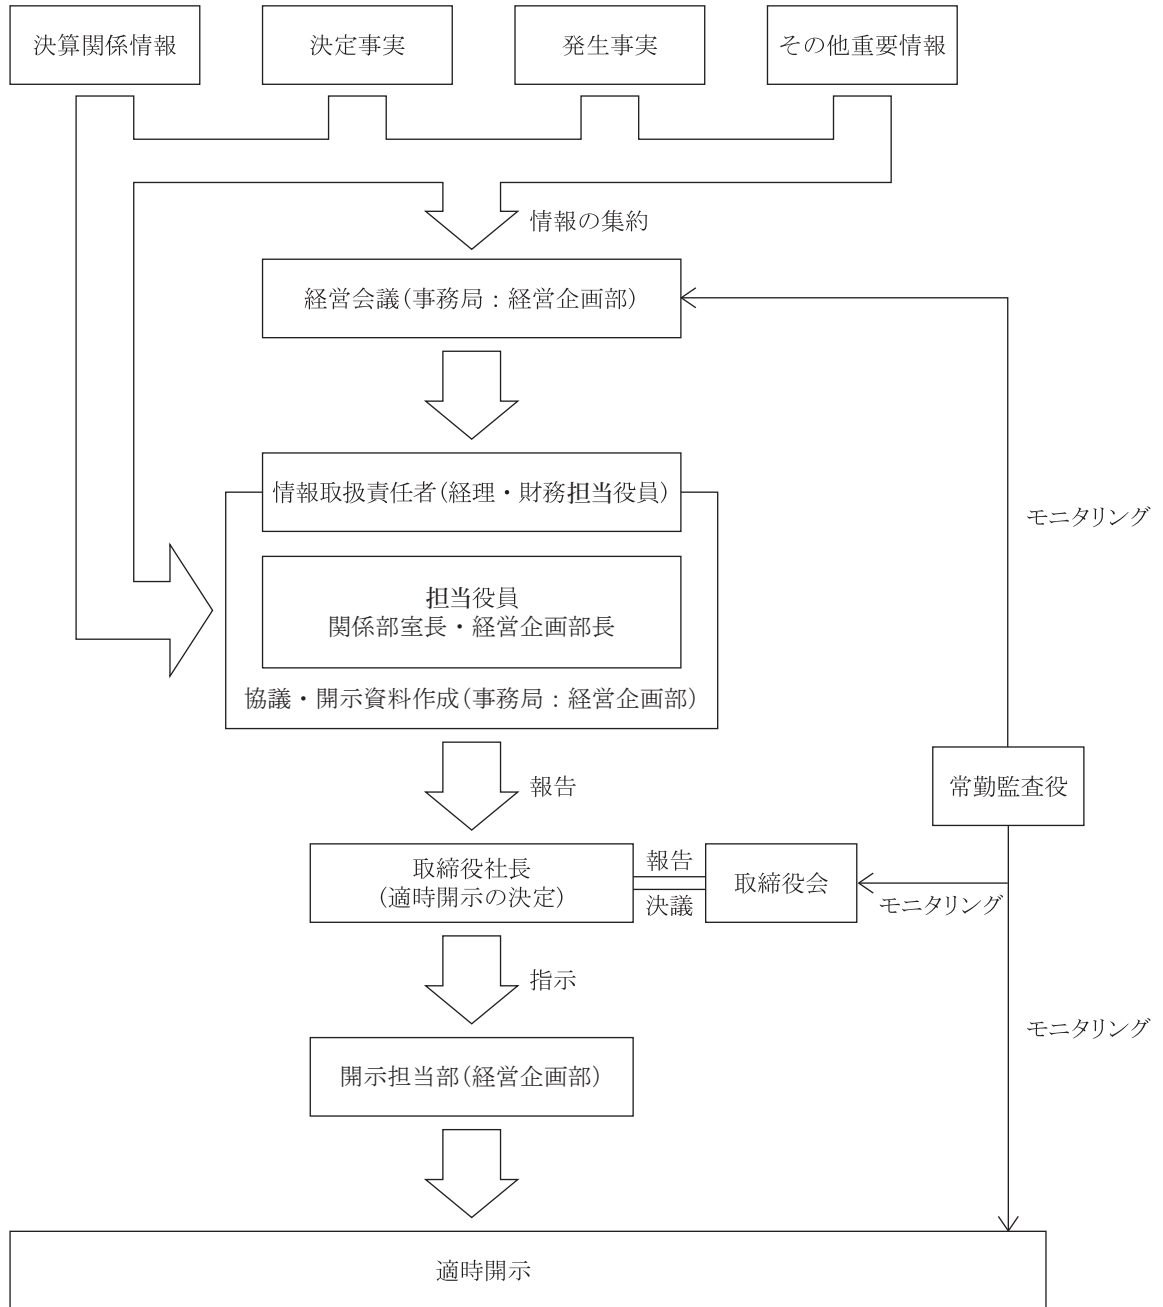 決算関係情報
決定事実
発生事実
その他重要情報
情報の集約
経営会議(事務局：経営企画部)
情報取扱責任者(経理・財務担当役員)
モニタリング
担当役員
関係部室長・経営企画部長
協議・開示資料作成(事務局：経営企画部)
報告
常勤監査役
取締役社長
(適時開示の決定)
報告
決議
取締役会
モニタリング
指示
モニタリング
開示担当部(経営企画部)
適時開示